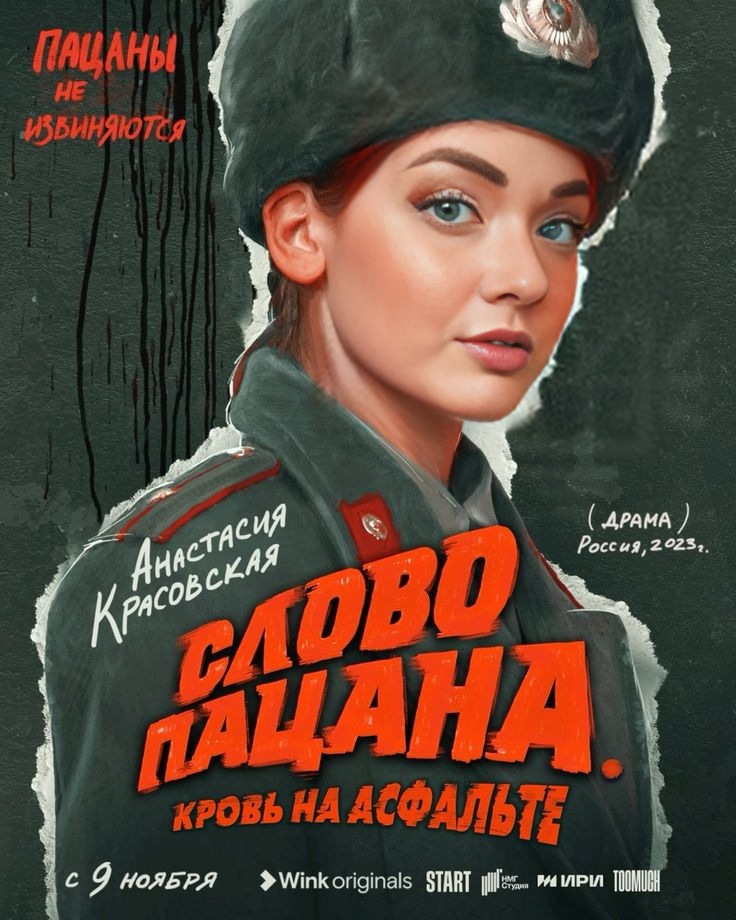 ПАЦАНЫ
НЕ
ИЗВИНЯЮТСЯ
АНАСТАСИЯ
КРАСОВСКАЯ
(ДРАМА)
РОССИЯ, 2023г.
СЛОВО
ПАЦАНА.
КРОВЬ НА АСФАЛЬТЕ
с 9 НОЯБРЯ
Wink originals START НМГ Студия ИРИ TOOMUCH